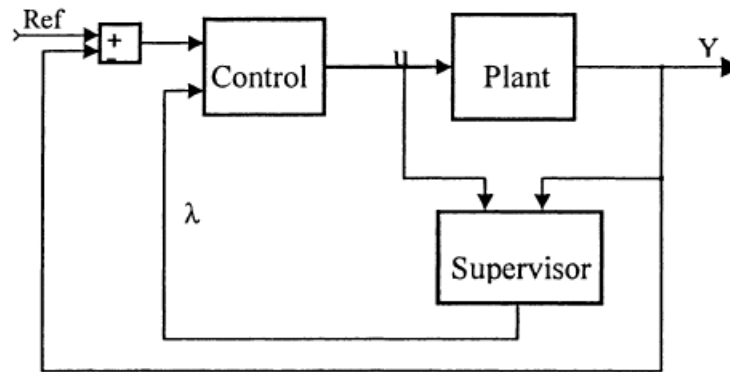 Ref
+
-
Control
u
Plant
Y
λ
Supervisor